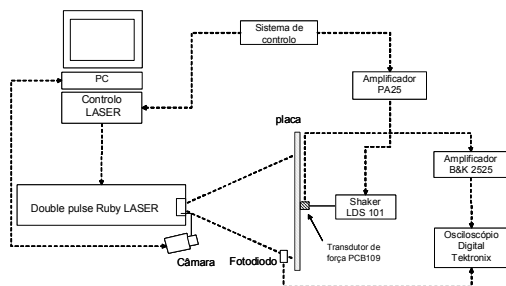 Sistema de
controlo
PC
Controlo
LASER
Amplificador
PA25
placa
Amplificador
B&K 2525
Double pulse Ruby LASER
Shaker
LDS 101
Transdutor de
força PCB109
Osciloscópio
Digital
Tektronix
Câmara
Fotodiodo